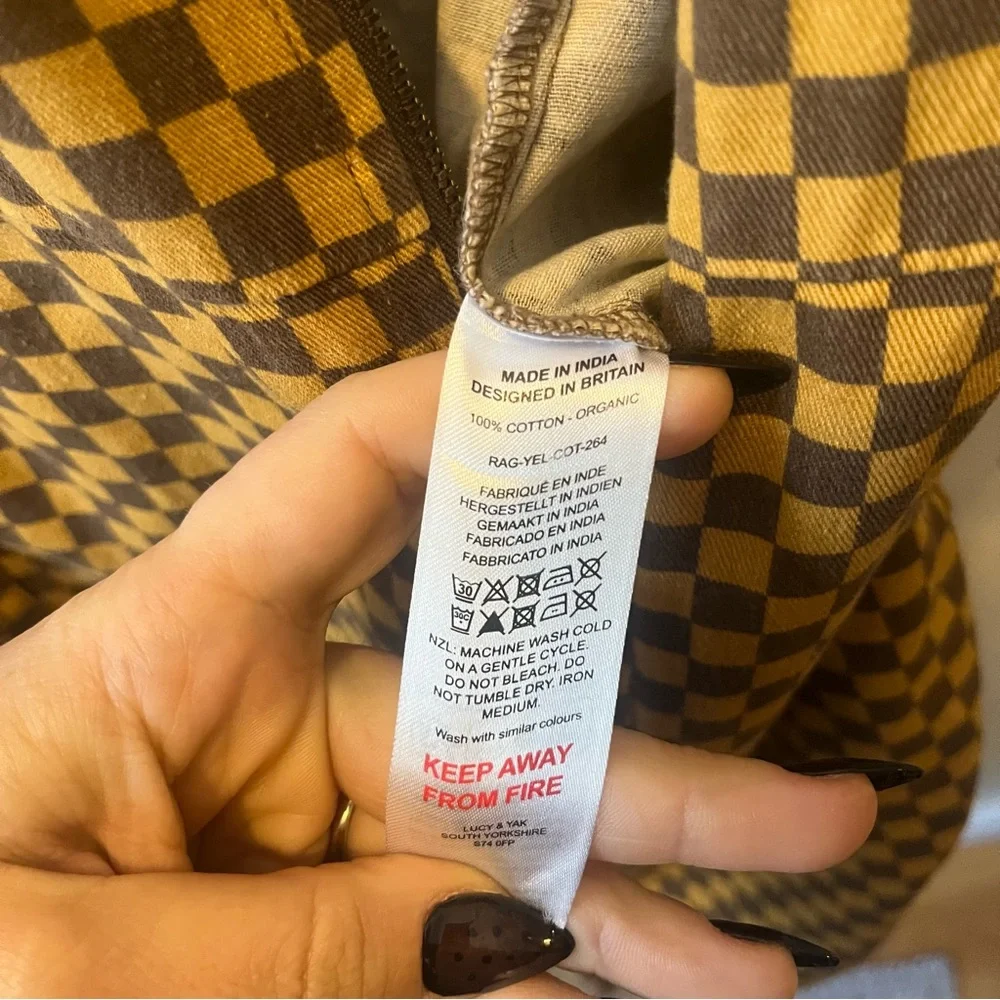 MADE IN INDIA
DESIGNED IN BRITAIN
100% COTTON - ORGANIC
RAG-YEL-COT-264
FABRIQUÉ EN INDE
HERGESTELLT IN INDIEN
GEMAAKT IN INDIA
FABRICADO EN INDIA
FABBRICATO IN INDIA
30
30C
NZL: MACHINE WASH COLD
ON A GENTLE CYCLE.
DO NOT BLEACH. DO
NOT TUMBLE DRY. IRON
MEDIUM.
Wash with similar colours
KEEP AWAY
FROM FIRE
LUCY & YAK
SOUTH YORKSHIRE
S74 0FP